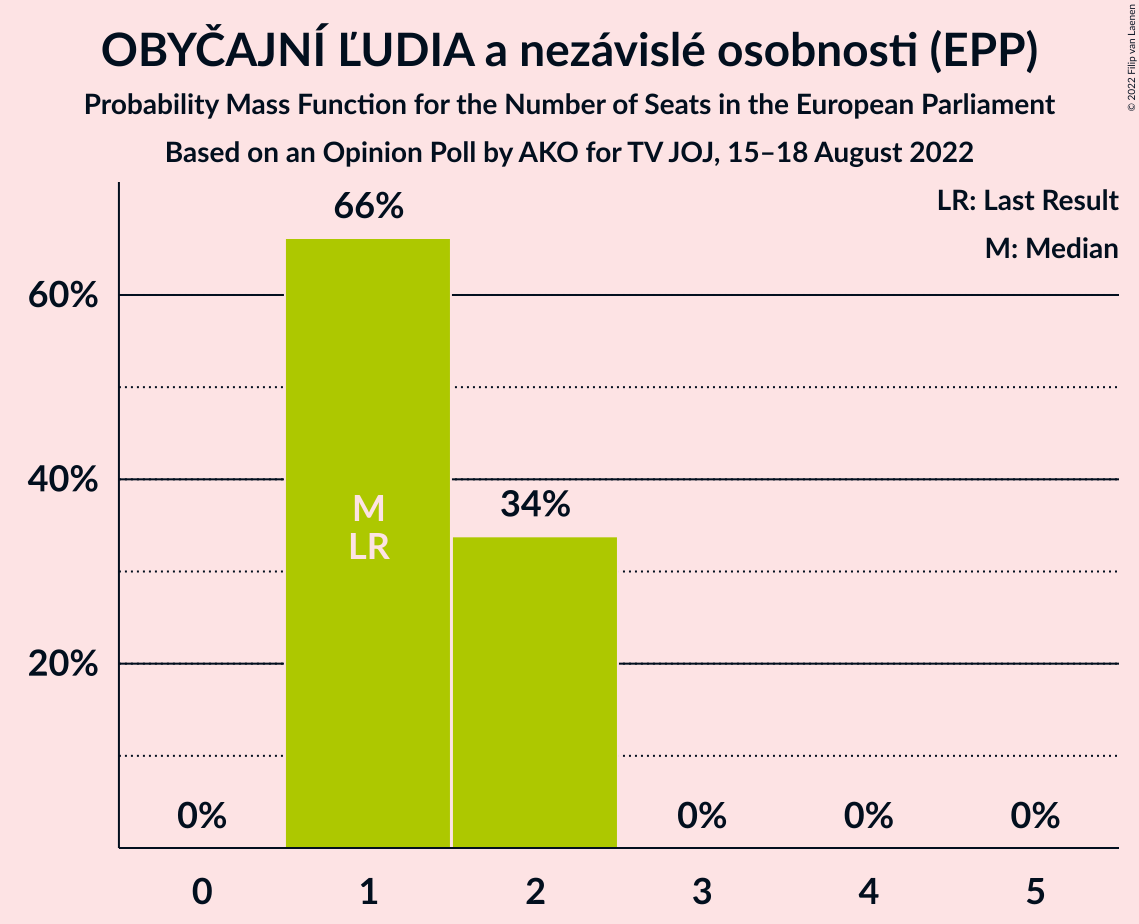 OBYČAJNÍ ĽUDIA a nezávislé osobnosti (EPP)
Probability Mass Function for the Number of Seats in the European Parliament
Based on an Opinion Poll by AKO for TV JOJ, 15–18 August 2022
© 2022 Filip van Laenen
LR: Last Result
M: Median
66%
60%
40%
34%
M
LR
20%
0%
0%
0%
0%
0
1
2
3
4
5